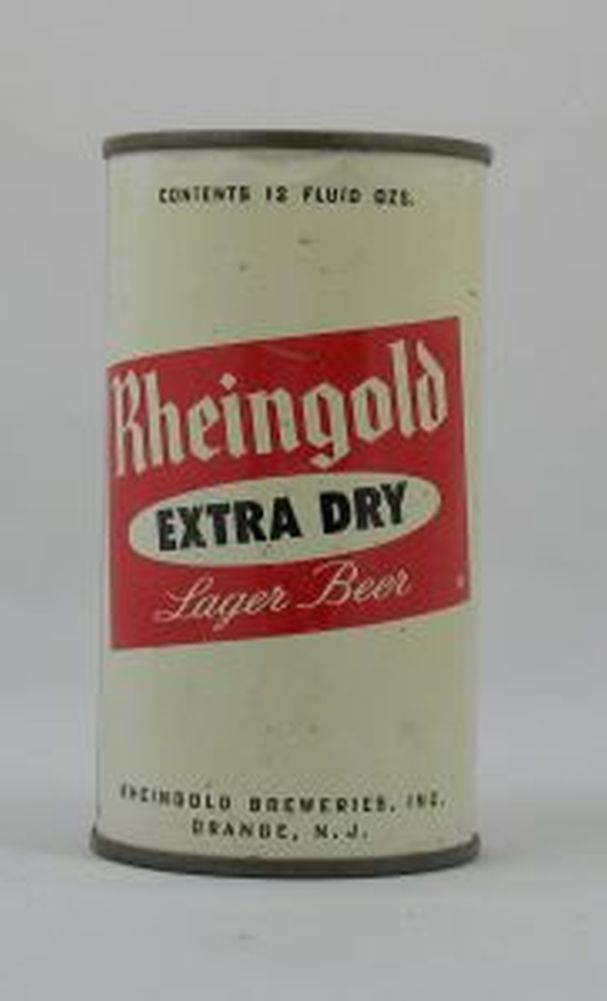 CONTENTS 12 FLUID OZS.
Rheingold
EXTRA DRY
Lager Beer
RHEINGOLD BREWERIES, INC.
ORANGE, N.J.